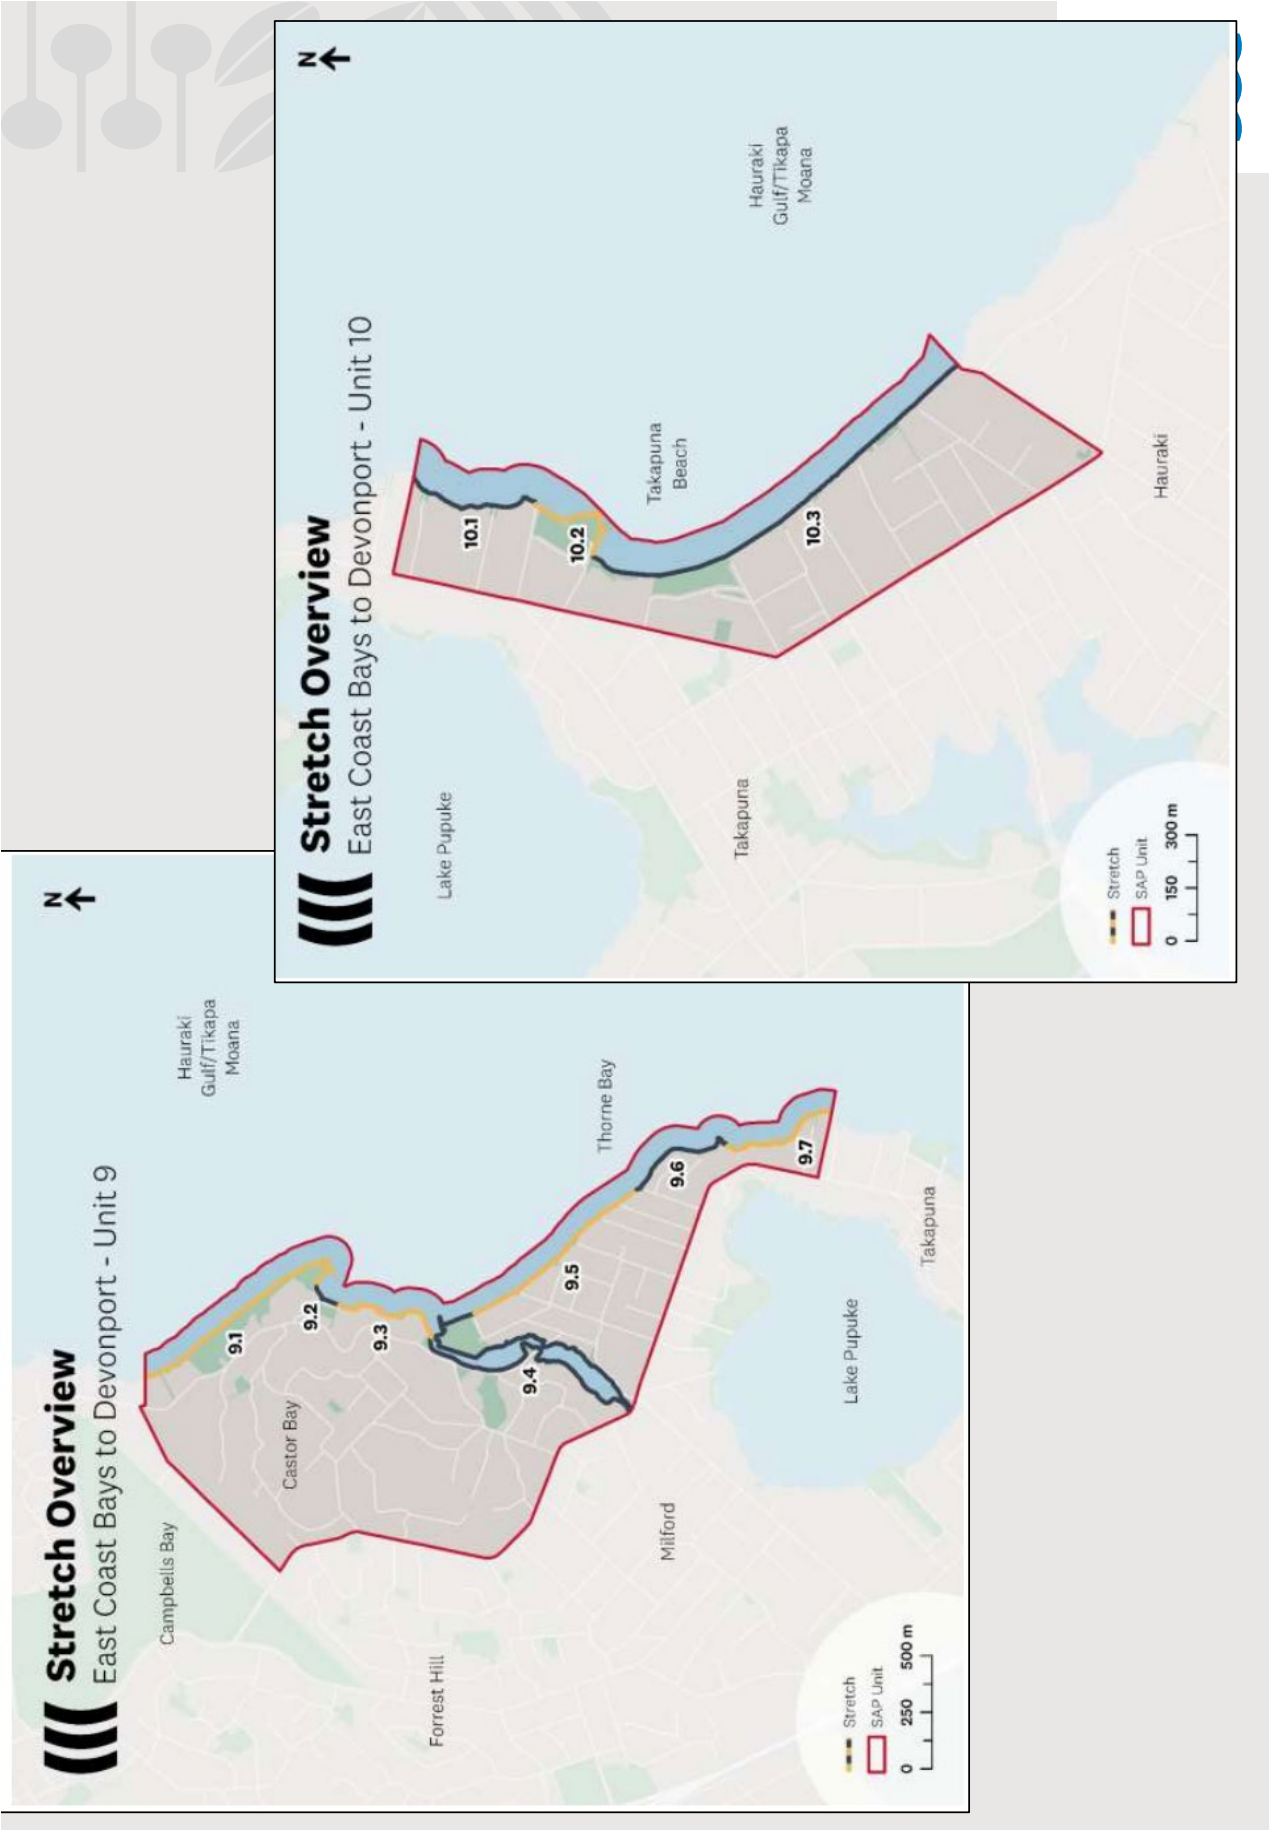 Stretch Overview
East Coast Bays to Devonport - Unit 9
N
Hauraki
Gulf/Tikapa
Moana
Campbells Bay
Castor Bay
Forrest Hill
Milford
Thorne Bay
Lake Pupuke
Takapuna
9.1
9.2
9.3
9.4
9.5
9.6
9.7
Stretch
SAP Unit
0 250 500 m
Stretch Overview
East Coast Bays to Devonport - Unit 10
N
Hauraki
Gulf/Tikapa
Moana
Lake Pupuke
Takapuna
Beach
Takapuna
Hauraki
10.1
10.2
10.3
Stretch
SAP Unit
0 150 300 m